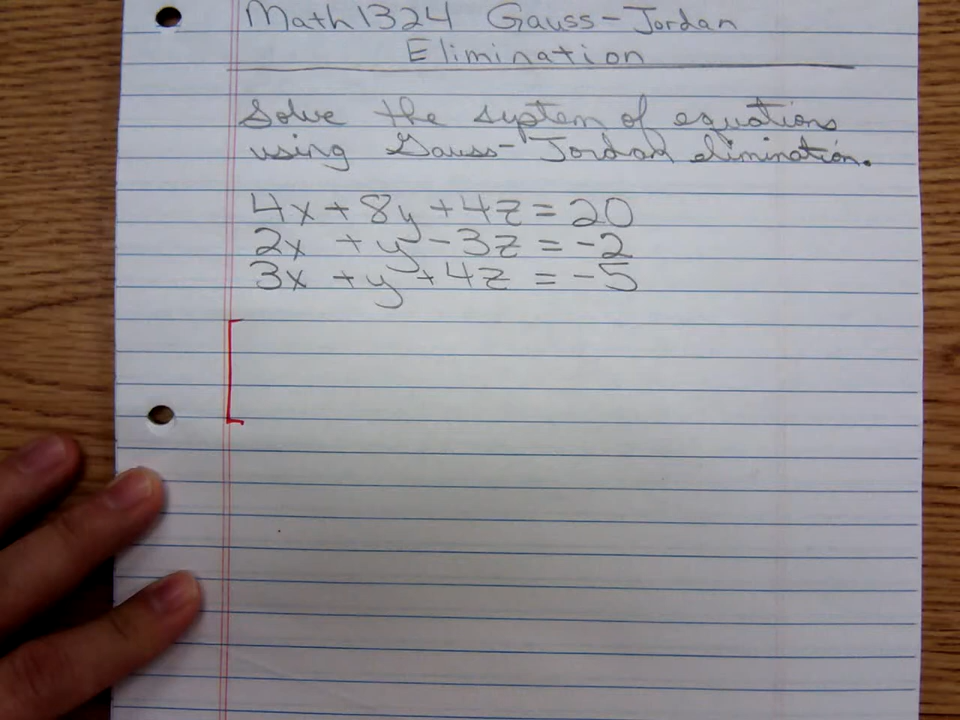 Math 1324 Gauss-Jordan
Elimination
Solve the system of equations
using Gauss-Jordan elimination.
4x + 8y + 4z = 20
2x + y - 3z = -2
3x + y + 4z = -5